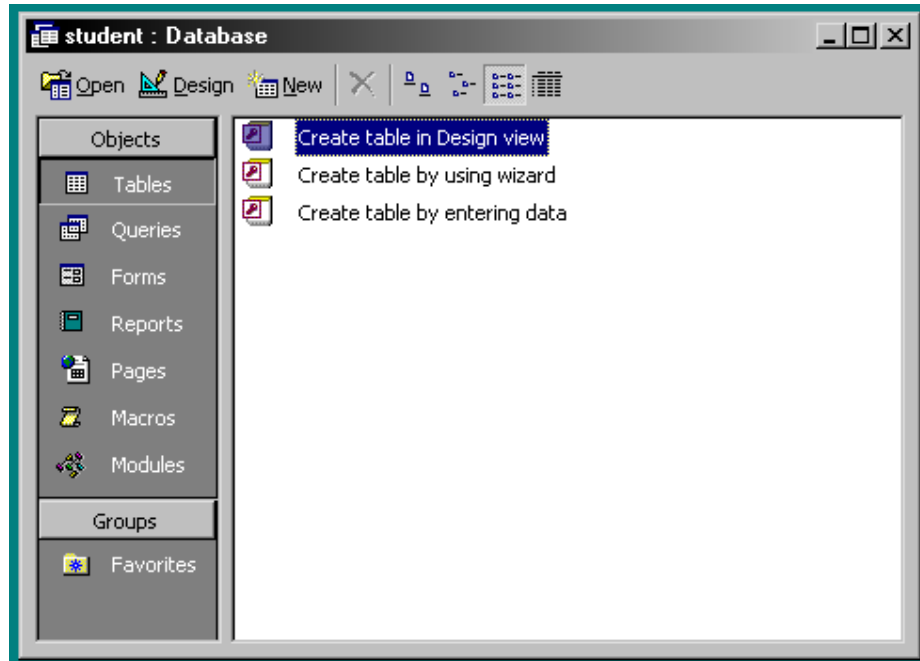 student : Database
Open Design New
Objects
Tables
Queries
Forms
Reports
Pages
Macros
Modules
Groups
Favorites
Create table in Design view
Create table by using wizard
Create table by entering data